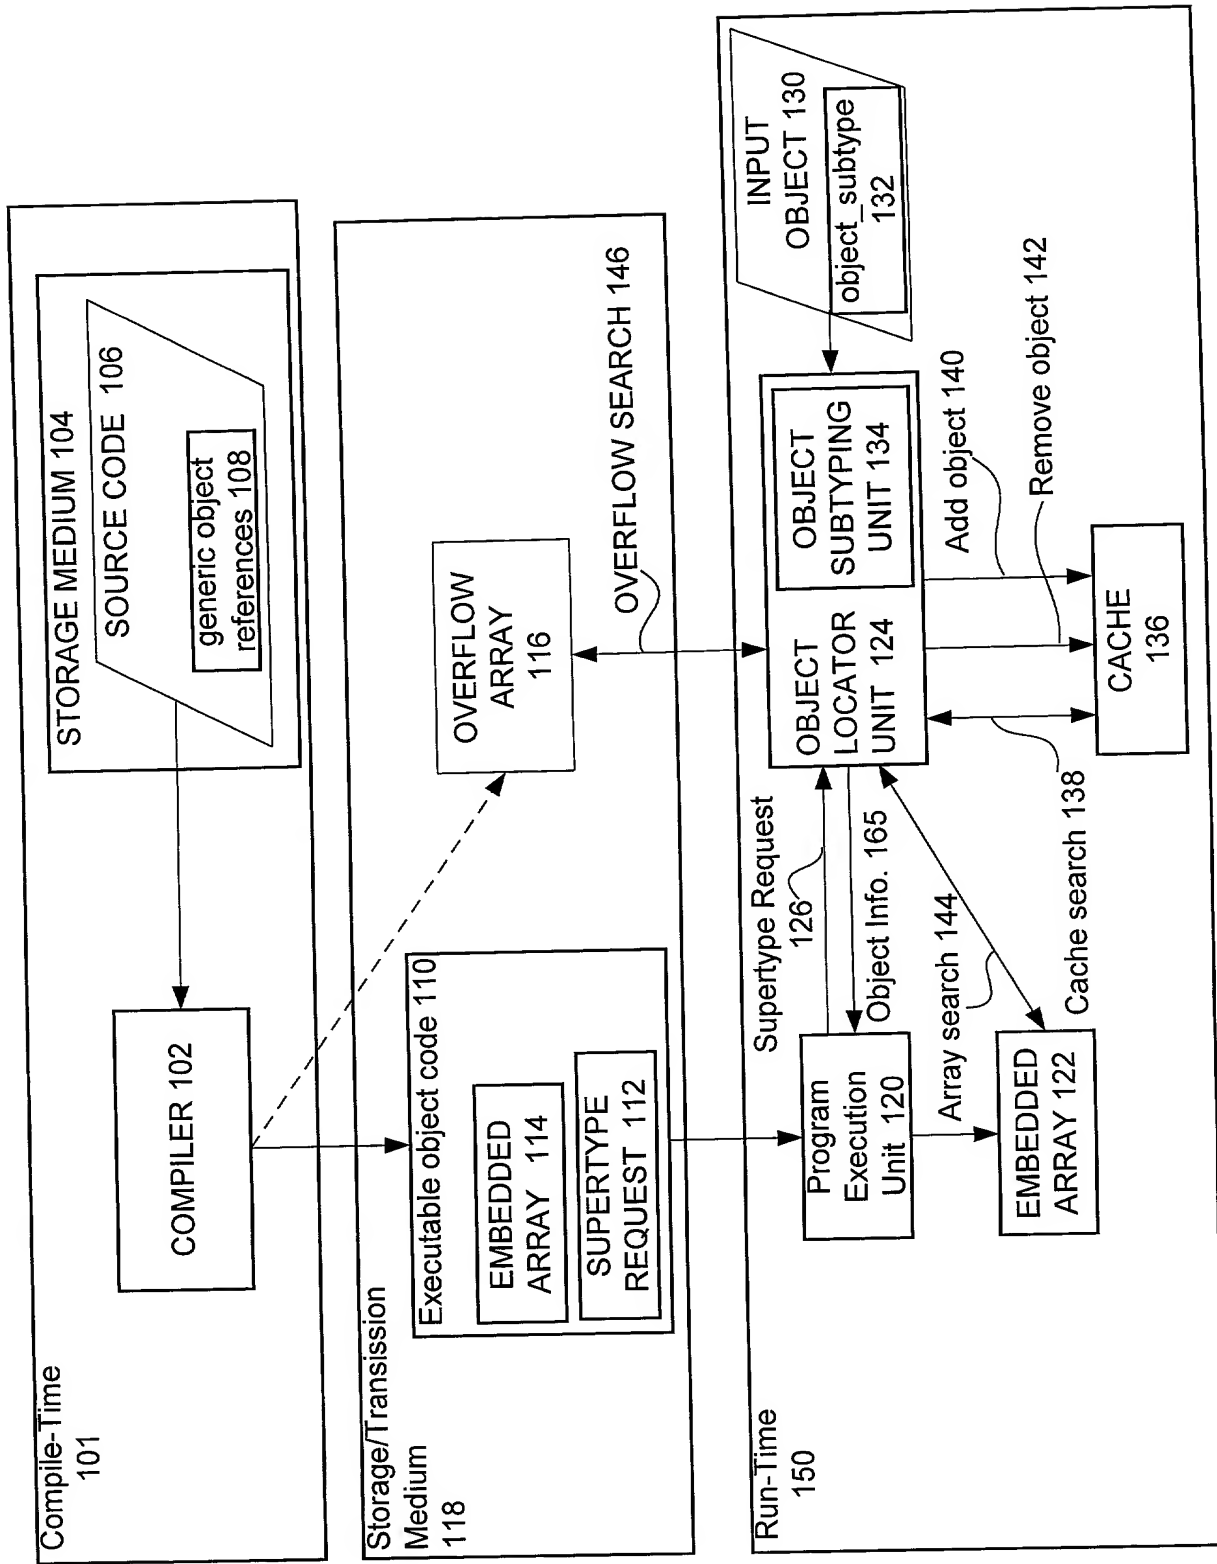 Compile-Time
101
COMPILER 102
STORAGE MEDIUM 104
SOURCE CODE 106
generic object
references 108
Storage/Transission
Medium
118
Executable object code 110
EMBEDDED
ARRAY 114
SUPERTYPE
REQUEST 112
OVERFLOW
ARRAY
116
OVERFLOW SEARCH 146
Run-Time
150
Program
Execution
Unit 120
EMBEDDED
ARRAY 122
Supertype Request
126
Object Info. 165
Array search 144
Cache search 138
OBJECT
LOCATOR
UNIT 124
OBJECT
SUBTYPING
UNIT 134
INPUT
OBJECT 130
object_subtype
132
Add object 140
Remove object 142
CACHE
136